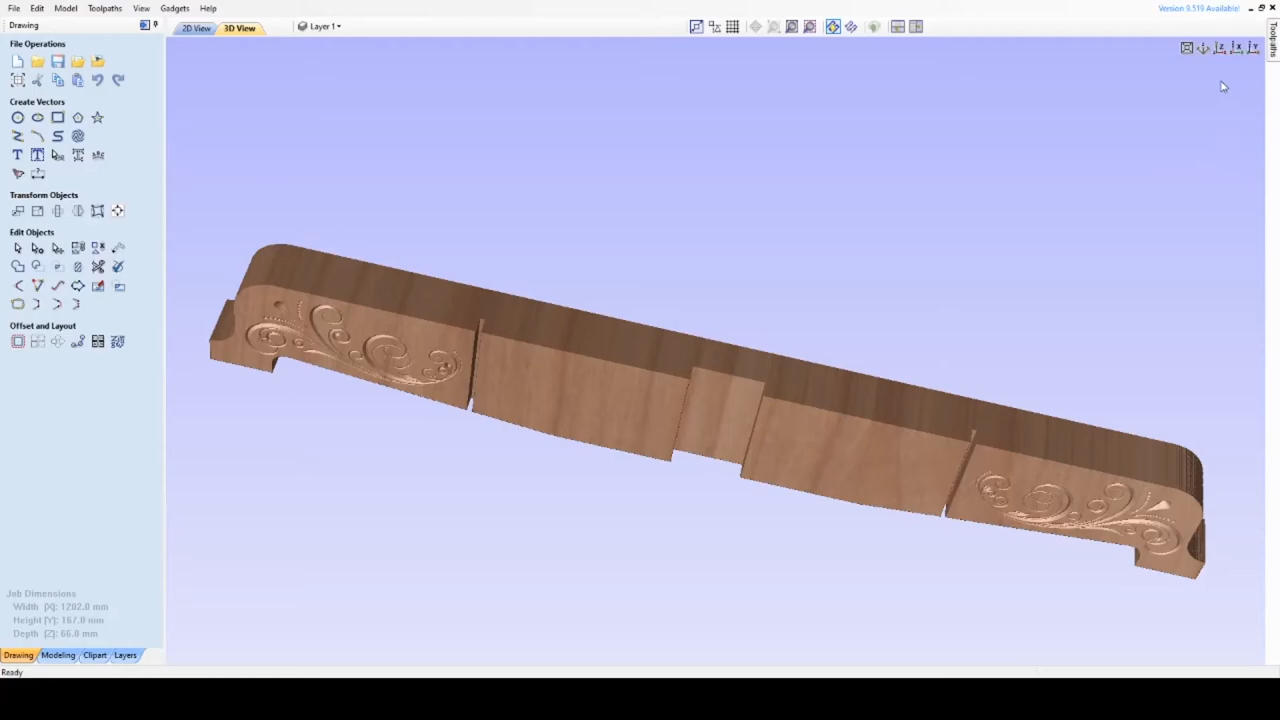 File Edit Model Toolpaths View Gadgets Help
Version 9.519 Available!
Drawing
2D View 3D View Layer 1
Toolpaths
File Operations
Create Vectors
Transform Objects
Edit Objects
Offset and Layout
Job Dimensions
Width [X]: 1202.0 mm
Height [Y]: 167.0 mm
Depth [Z]: 66.0 mm
Drawing Modeling Clipart Layers
Ready